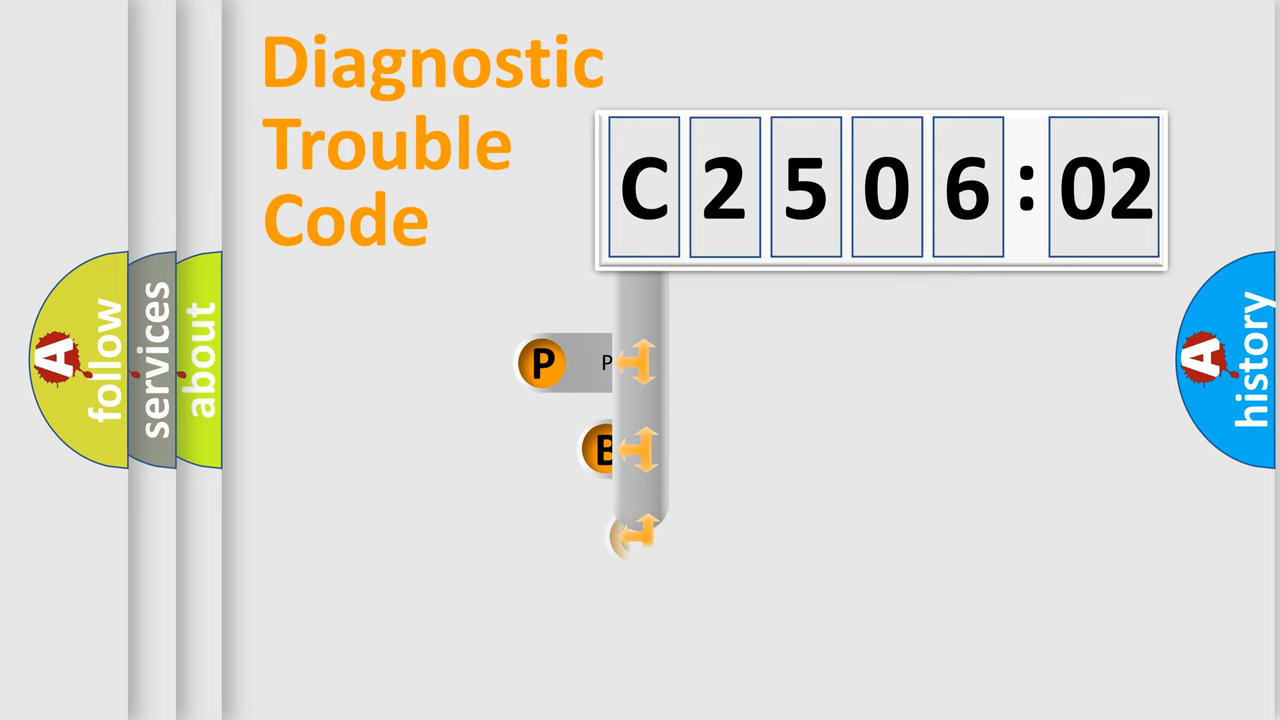 Diagnostic
Trouble
Code
C2506:02
P
P
B
A
follow
services
about
A
history